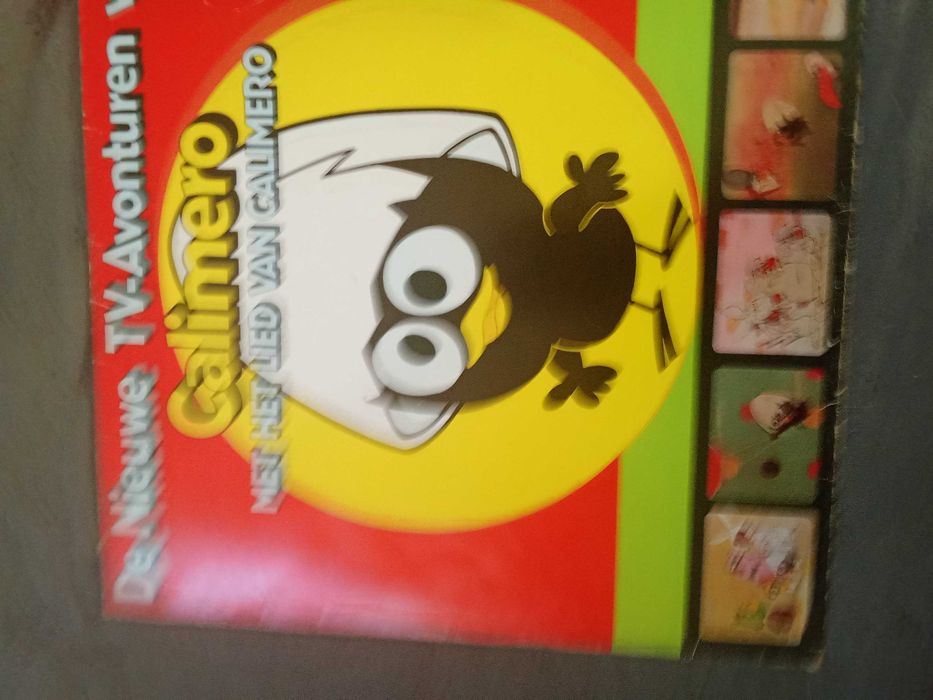 De Nieuwe TV-Avonturen v
Calimero
MET HET LIED VAN CALIMERO